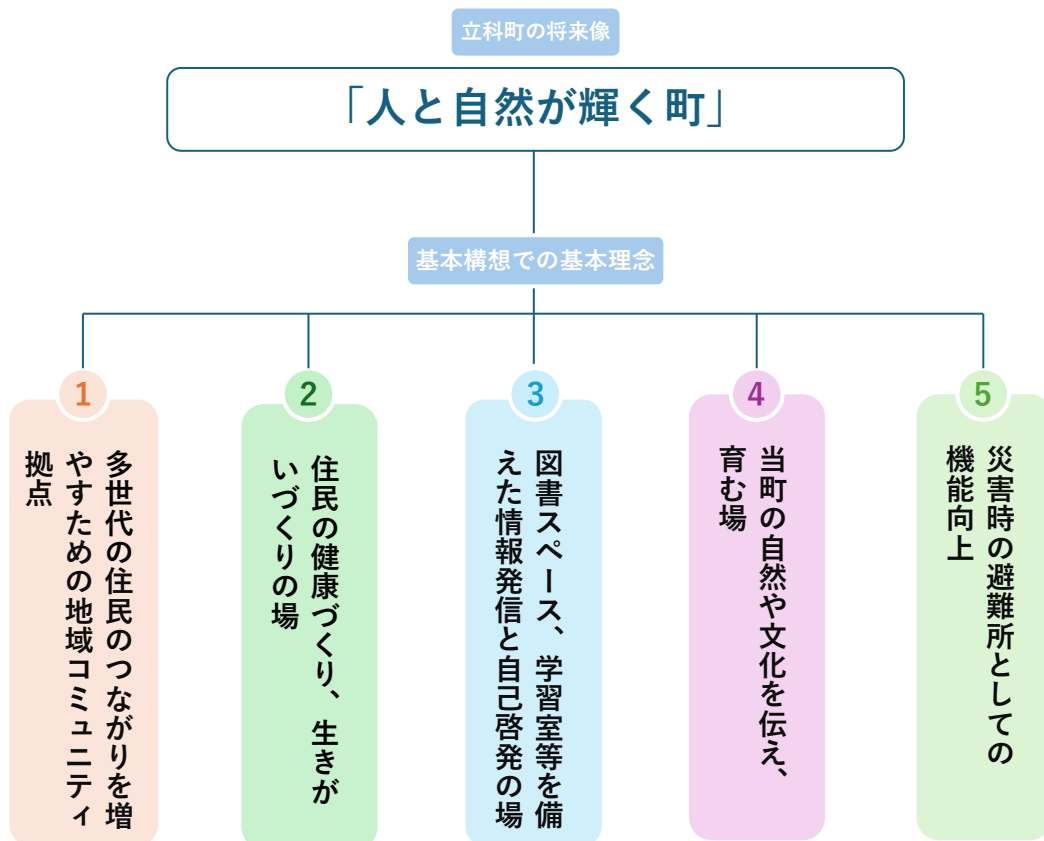 立科町の将来像
「人と自然が輝く町」
基本構想での基本理念
1
多世代の住民のつながりを増
やすための地域コミュニティ
拠点
2
住民の健康づくり、生きが
いづくりの場
3
図書スペース、学習室等を備
えた情報発信と自己啓発の場
4
当町の自然や文化を伝え、
育む場
5
災害時の避難所としての
機能向上